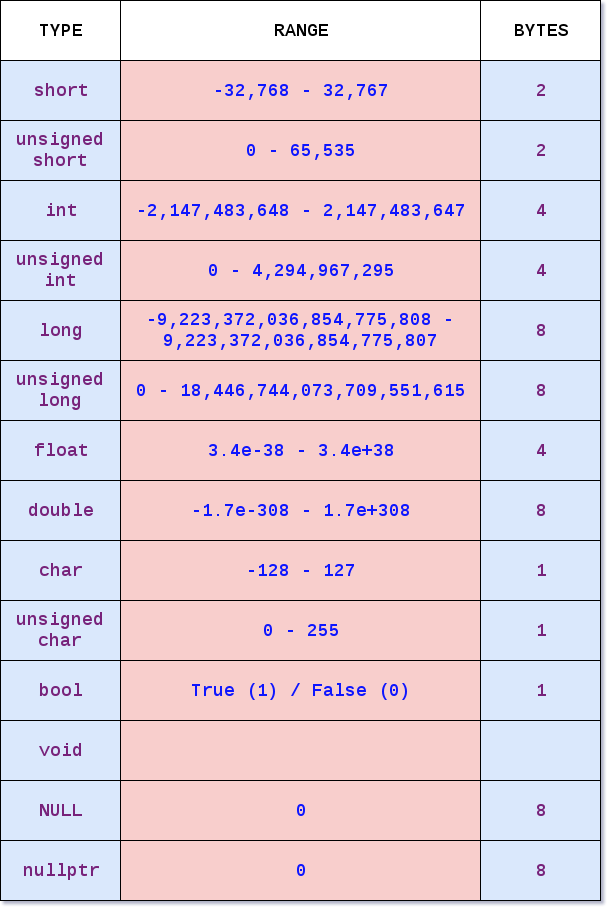 TYPE RANGE BYTES
short -32,768 - 32,767 2
unsigned
short 0 - 65,535 2
int -2,147,483,648 - 2,147,483,647 4
unsigned
int 0 - 4,294,967,295 4
long -9,223,372,036,854,775,808 -
9,223,372,036,854,775,807 8
unsigned
long 0 - 18,446,744,073,709,551,615 8
float 3.4e-38 - 3.4e+38 4
double -1.7e-308 - 1.7e+308 8
char -128 - 127 1
unsigned
char 0 - 255 1
bool True (1) / False (0) 1
void
NULL 0 8
nullptr 0 8